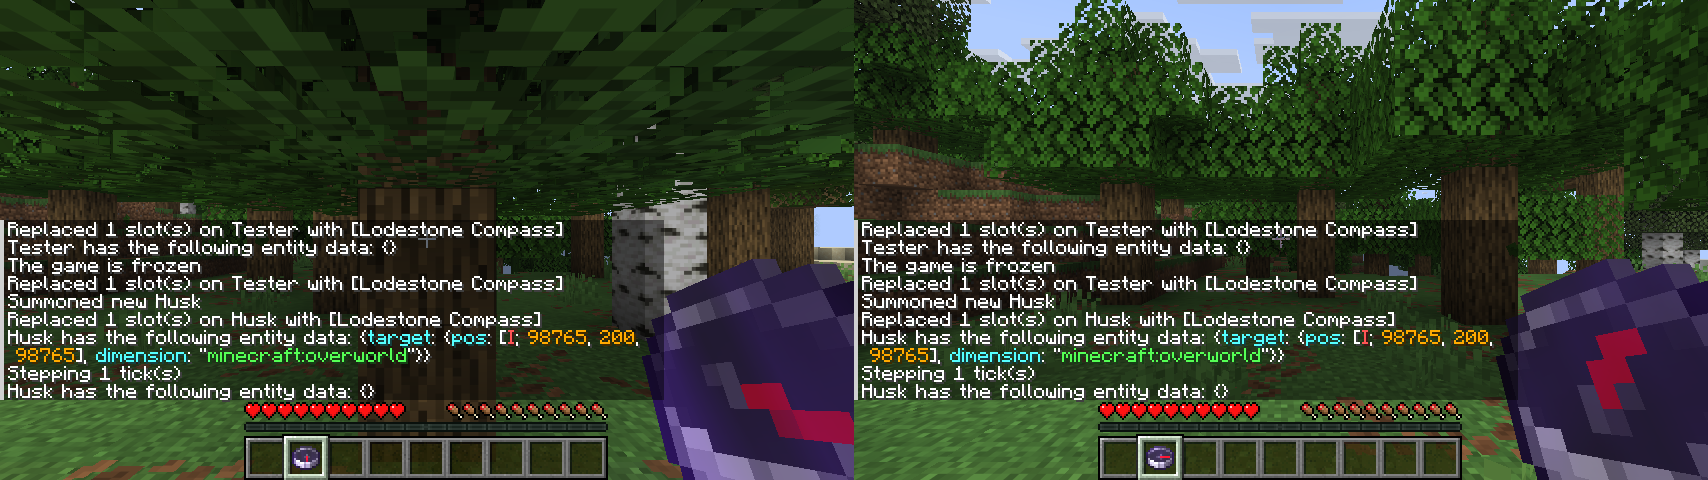 Replaced 1 slot(s) on Tester with [Lodestone Compass]
Tester has the following entity data: {}
The game is frozen
Replaced 1 slot(s) on Tester with [Lodestone Compass]
Summoned new Husk
Replaced 1 slot(s) on Husk with [Lodestone Compass]
Husk has the following entity data: {target: {pos: [I; 98765, 200,
98765], dimension: "minecraft:overworld"}}
Stepping 1 tick(s)
Husk has the following entity data: {}
Replaced 1 slot(s) on Tester with [Lodestone Compass]
Tester has the following entity data: {}
The game is frozen
Replaced 1 slot(s) on Tester with [Lodestone Compass]
Summoned new Husk
Replaced 1 slot(s) on Husk with [Lodestone Compass]
Husk has the following entity data: {target: {pos: [I; 98765, 200,
98765], dimension: "minecraft:overworld"}}
Stepping 1 tick(s)
Husk has the following entity data: {}